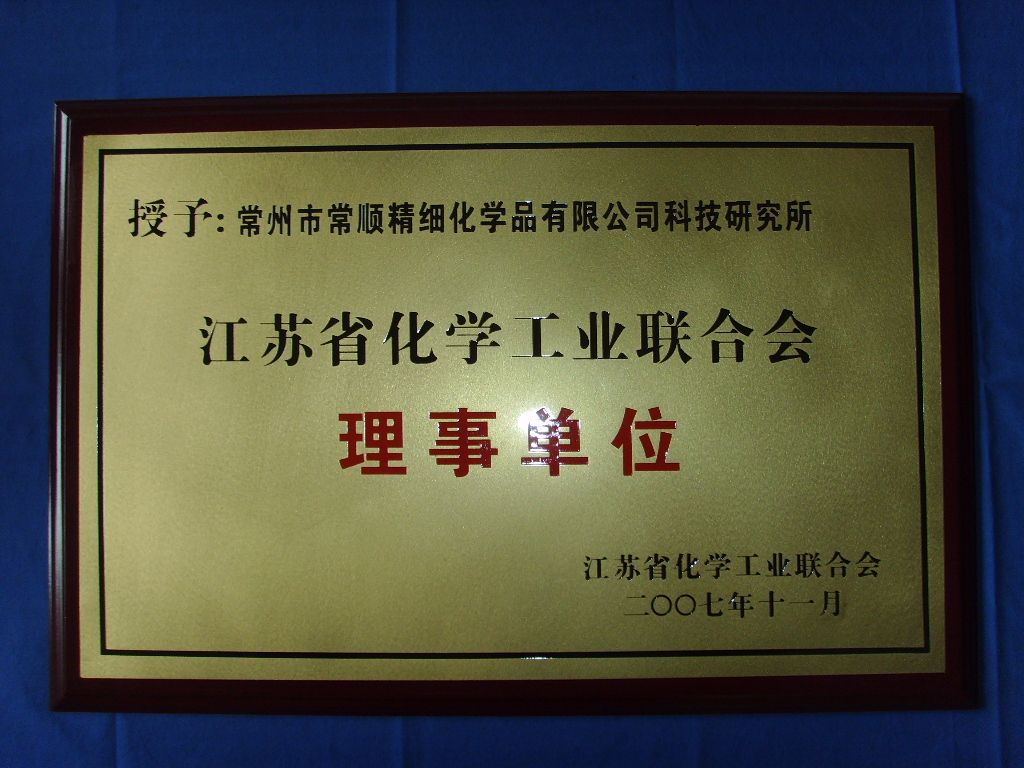 授予:常州市常顺精细化学品有限公司科技研究所
江苏省化学工业联合会
理事单位
江苏省化学工业联合会
二〇〇七年十一月